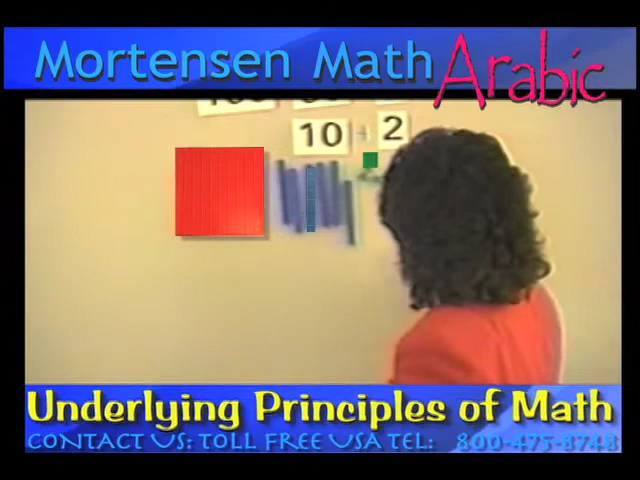 Mortensen Math Arabic
10 + 2
Underlying Principles of Math
CONTACT US: TOLL FREE USA TEL: 800-475-8748